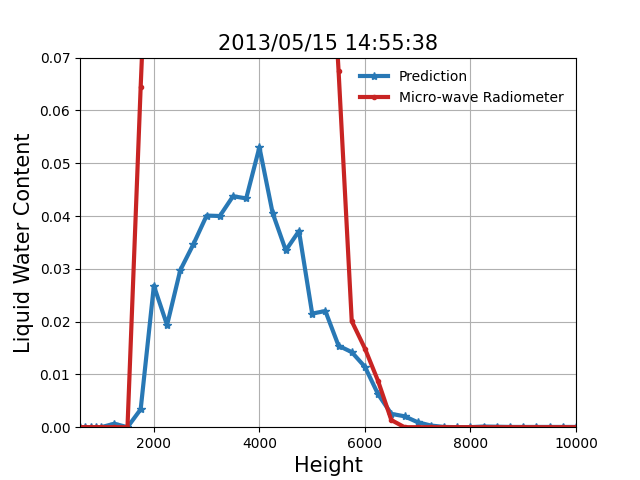 2013/05/15 14:55:38
0.07
0.06
0.05
0.04
0.03
0.02
0.01
0.00
Liquid Water Content
Prediction
Micro-wave Radiometer
2000 4000 6000 8000 10000
Height